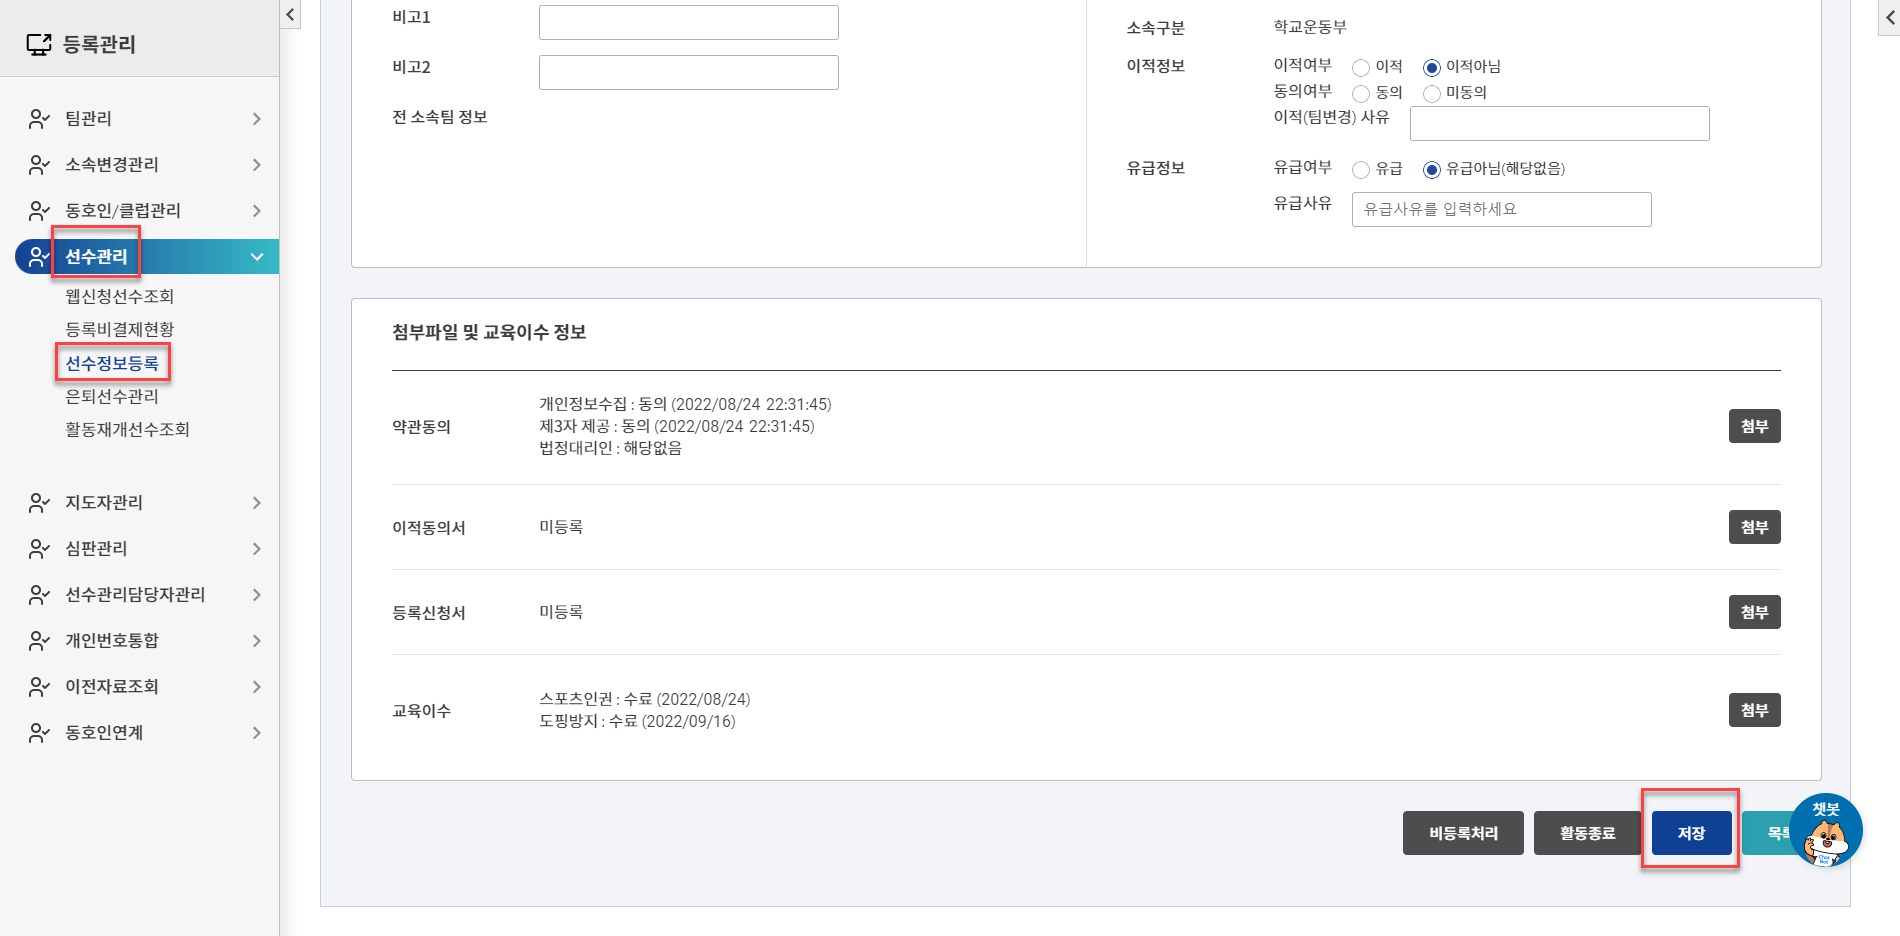 등록관리
팀관리
소속변경관리
동호인/클럽관리
선수관리
웹신청선수조회
등록비결제현황
선수정보등록
은퇴선수관리
활동재개선수조회
지도자관리
심판관리
선수관리담당자관리
개인번호통합
이전자료조회
동호인연계
비고1
비고2
전 소속팀 정보
소속구분 학교운동부
이적정보 이적여부 이적 이적아님
동의여부 동의 미동의
이적(팀변경) 사유
유급정보 유급여부 유급 유급아님(해당없음)
유급사유 유급사유를 입력하세요
첨부파일 및 교육이수 정보
약관동의
개인정보수집 : 동의 (2022/08/24 22:31:45)
제3자 제공 : 동의 (2022/08/24 22:31:45)
법정대리인 : 해당없음
첨부
이적동의서 미등록 첨부
등록신청서 미등록 첨부
교육이수
스포츠인권 : 수료 (2022/08/24)
도핑방지 : 수료 (2022/09/16)
첨부
비등록처리 활동종료 저장
챗봇
Chat
Bot